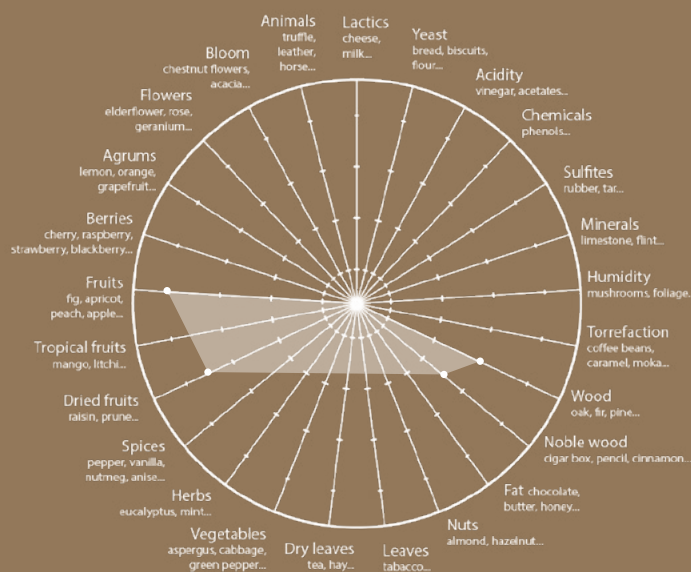 Animals
truffle,
leather,
horse...
Lactics
cheese,
milk...
Yeast
bread, biscuits,
flour...
Acidity
vinegar, acetates...
Chemicals
phenols...
Sulfites
rubber, tar...
Minerals
limestone, flint...
Humidity
mushrooms, foliage...
Torrefaction
coffee beans,
caramel, moka...
Wood
oak, fir, pine...
Noble wood
cigar box, pencil, cinnamon...
Fat chocolate,
butter, honey...
Nuts
almond, hazelnut...
Leaves
tabacco...
Dry leaves
tea, hay...
Vegetables
aspergus, cabbage,
green pepper...
Herbs
eucalyptus, mint...
Spices
pepper, vanilla,
nutmeg, anise...
Dried fruits
raisin, prune...
Tropical fruits
mango, litchi...
Fruits
fig, apricot,
peach, apple...
Berries
cherry, raspberry,
strawberry, blackberry...
Agrums
lemon, orange,
grapefruit...
Flowers
elderflower, rose,
geranium...
Bloom
chestnut flowers,
acacia...